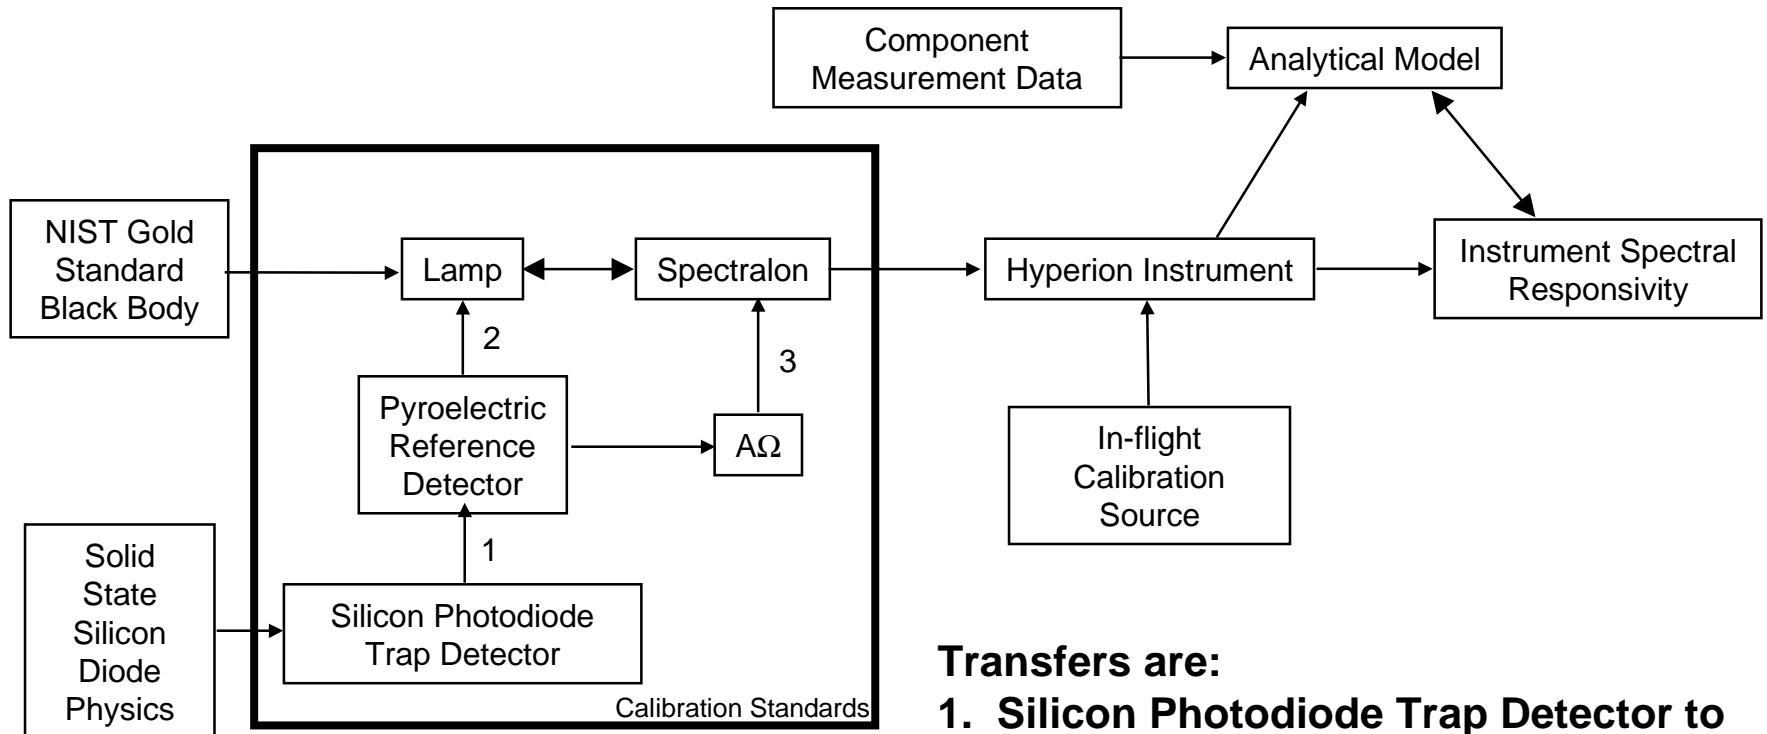 Component
Measurement Data
Analytical Model
NIST Gold
Standard
Black Body
Lamp
Spectralon
Hyperion Instrument
Instrument Spectral
Responsivity
2
3
Pyroelectric
Reference
Detector
AΩ
In-flight
Calibration
Source
1
Solid
State
Silicon
Diode
Physics
Silicon Photodiode
Trap Detector
Calibration Standards
Transfers are:
1. Silicon Photodiode Trap Detector to